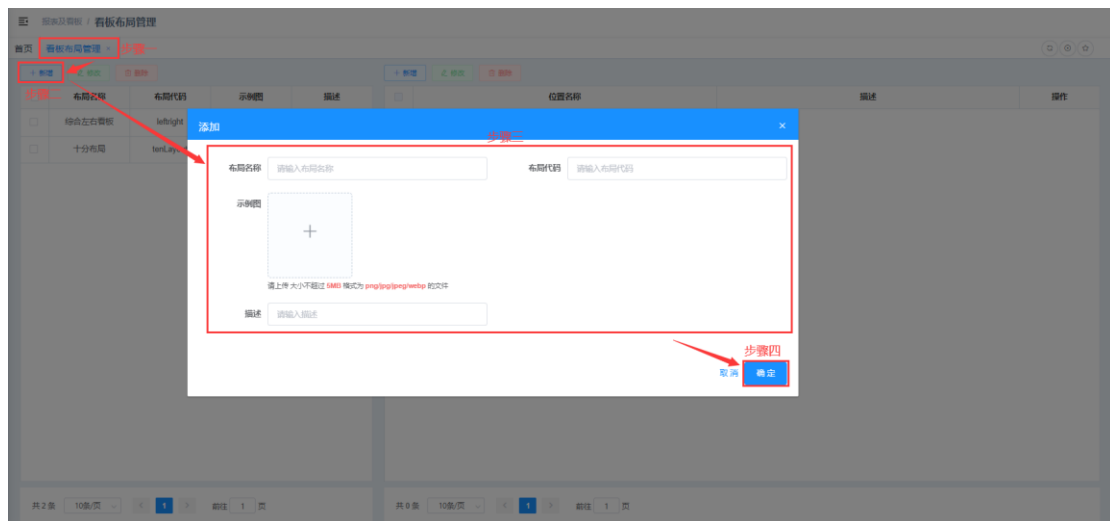 报表及看板 / 看板布局管理
首页 看板布局管理 × 步骤一
+ 新增 修改 删除 + 新增 修改 删除
步骤二 布局名称 布局代码 示例图 描述 位置名称 描述 操作
综合左右看板 leftright
十分布局
添加 ×
步骤三
布局名称 请输入布局名称 布局代码 请输入布局代码
示例图
请上传 大小不超过 5MB 格式为 png/jpg/jpeg/webp 的文件
描述 请输入描述
步骤四
取消 确定
共 2 条 10条/页 < 1 > 前往 1 页 共 0 条 10条/页 < 1 > 前往 1 页